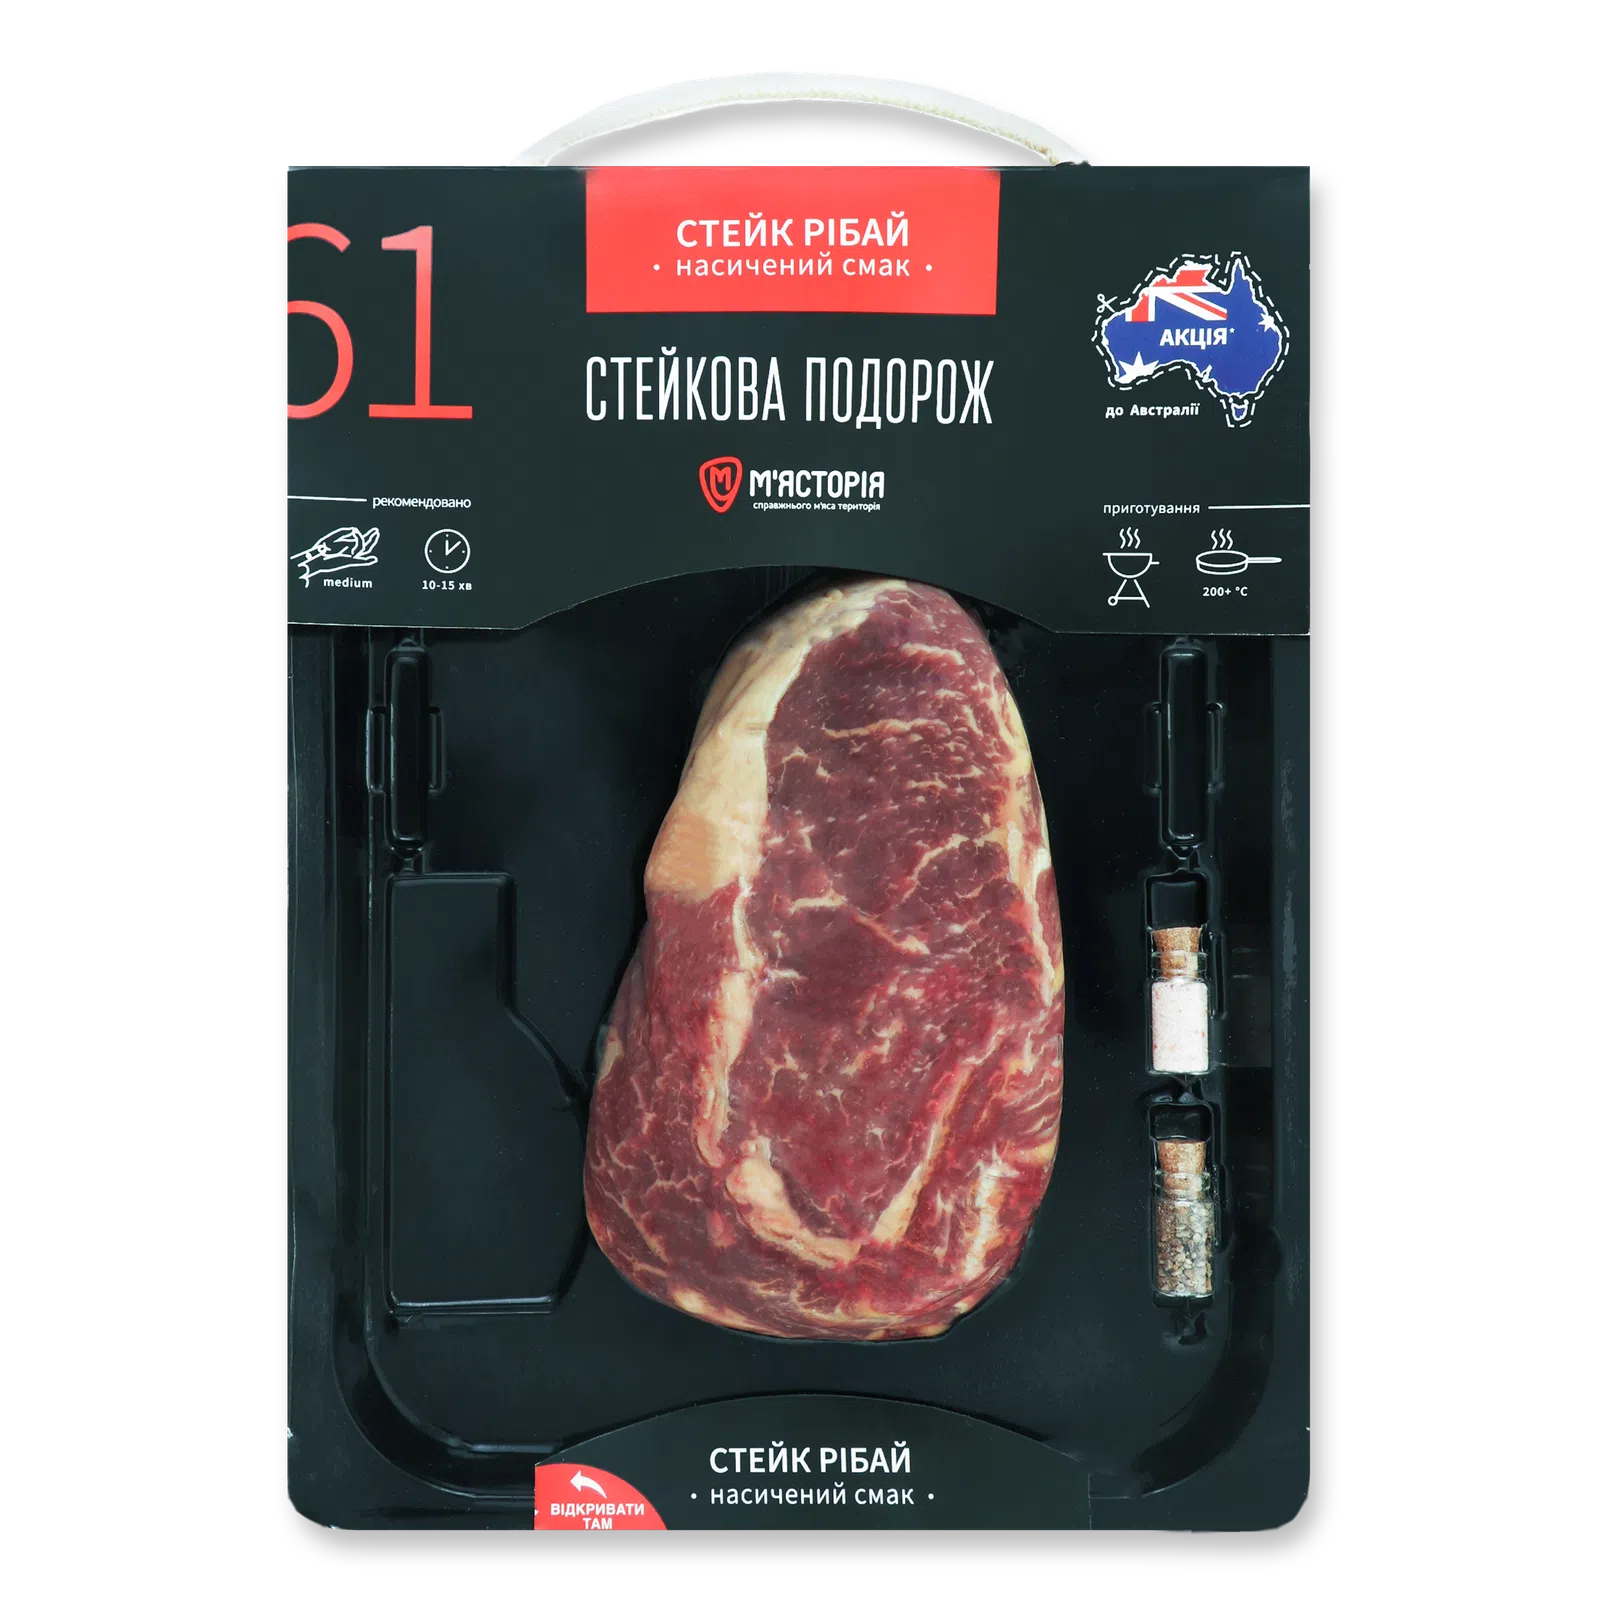 СТЕЙК РІБАЙ
• насичений смак •
61
АКЦІЯ*
до Австралії
СТЕЙКОВА ПОДОРОЖ
М'ЯСТОРІЯ
справжнього м'яса територія
рекомендовано
medium
10-15 хв
приготування
200+ °C
СТЕЙК РІБАЙ
• насичений смак •
ВІДКРИВАТИ
ТАМ